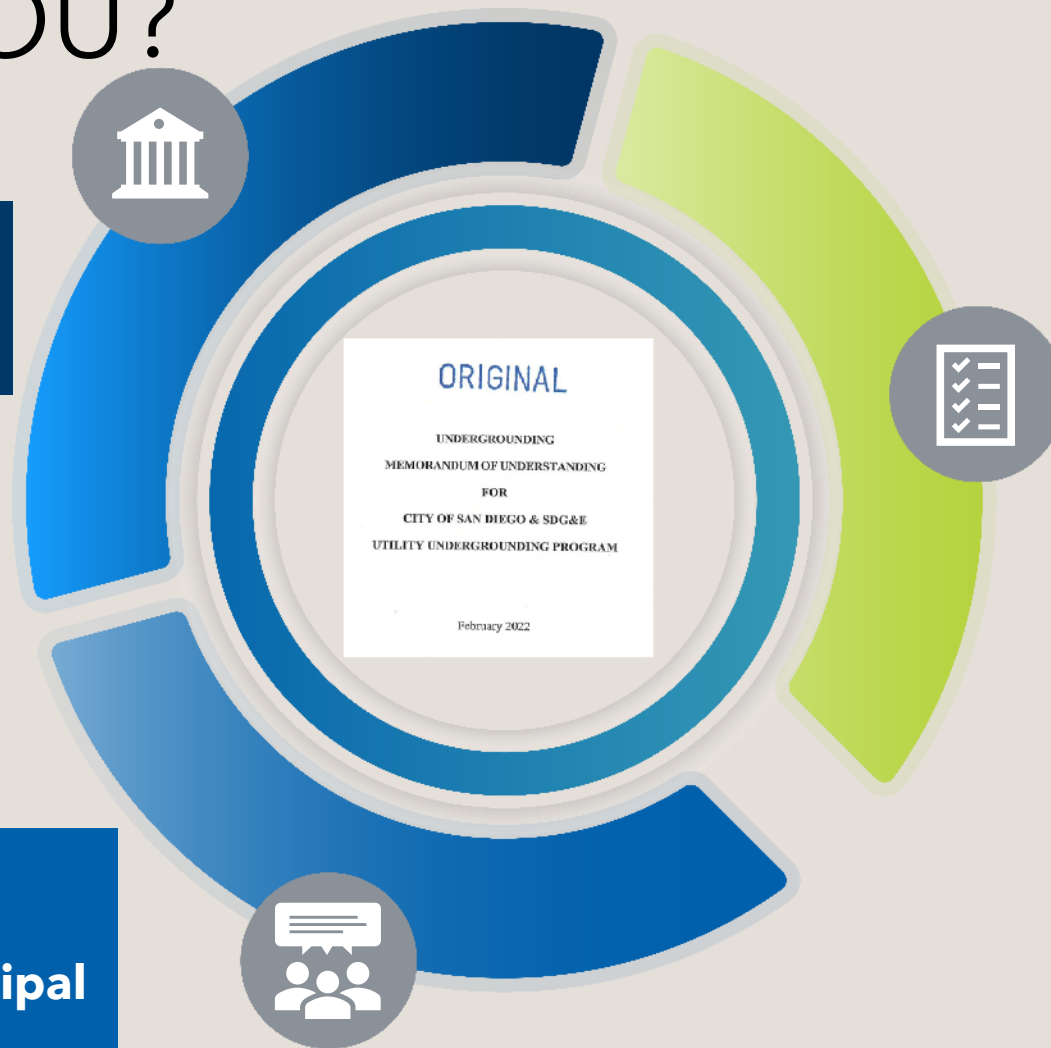 OU?
ORIGINAL
UNDERGROUNDING
MEMORANDUM OF UNDERSTANDING
FOR
CITY OF SAN DIEGO & SDG&E
UTILITY UNDERGROUNDING PROGRAM
February 2022
ipal